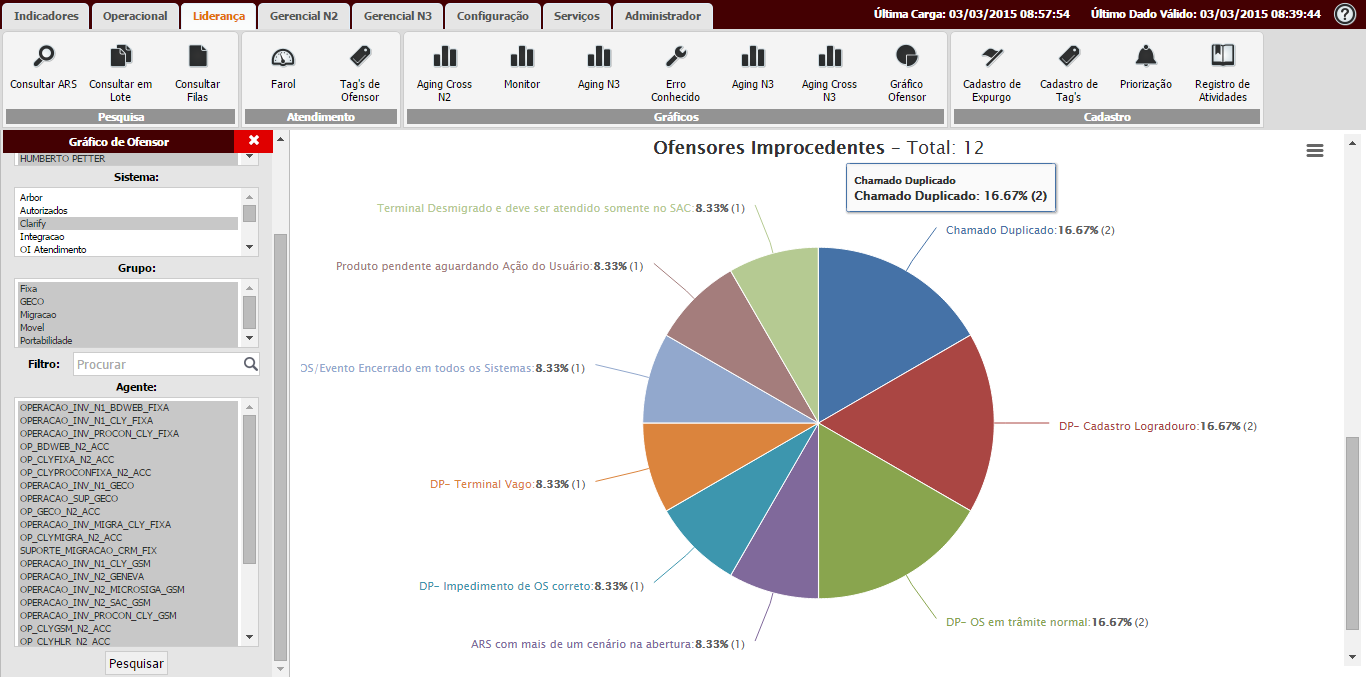 Indicadores
Operacional
Liderança
Gerencial N2
Gerencial N3
Configuração
Serviços
Administrador
Última Carga: 03/03/2015 08:57:54
Último Dado Válido: 03/03/2015 08:39:44
?
Consultar ARS
Consultar em
Lote
Consultar
Filas
Pesquisa
Farol
Tag's de
Ofensor
Atendimento
Aging Cross
N2
Monitor
Aging N3
Erro
Conhecido
Aging N3
Aging Cross
N3
Gráfico
Ofensor
Gráficos
Cadastro de
Expurgo
Cadastro de
Tag's
Priorização
Registro de
Atividades
Cadastro
Gráfico de Ofensor
HUMBERTO PETTER
Sistema:
Arbor
Autorizados
Clarify
Integracao
OI Atendimento
Grupo:
Fixa
GECO
Migracao
Movel
Portabilidade
Filtro:
Procurar
Agente:
OPERACAO_INV_N1_BDWEB_FIXA
OPERACAO_INV_N1_CLY_FIXA
OPERACAO_INV_PROCON_CLY_FIXA
OP_BDWEB_N2_ACC
OP_CLYFIXA_N2_ACC
OP_CLYPROCONFIXA_N2_ACC
OPERACAO_INV_N1_GECO
OPERACAO_SUP_GECO
OP_GECO_N2_ACC
OPERACAO_INV_MIGRA_CLY_FIXA
OP_CLYMIGRA_N2_ACC
SUPORTE_MIGRACAO_CRM_FIX
OPERACAO_INV_N1_CLY_GSM
OPERACAO_INV_N2_GENEVA
OPERACAO_INV_N2_MICROSIGA_GSM
OPERACAO_INV_N2_SAC_GSM
OPERACAO_INV_PROCON_CLY_GSM
OP_CLYGSM_N2_ACC
OP_CLYHLR_N2_ACC
Pesquisar
Ofensores Improcedentes - Total: 12
Chamado Duplicado
Chamado Duplicado: 16.67% (2)
Terminal Desmigrado e deve ser atendido somente no SAC:8.33% (1)
Chamado Duplicado:16.67% (2)
Produto pendente aguardando Ação do Usuário:8.33% (1)
OS/Evento Encerrado em todos os Sistemas:8.33% (1)
DP- Cadastro Logradouro:16.67% (2)
DP- Terminal Vago:8.33% (1)
DP- Impedimento de OS correto:8.33% (1)
DP- OS em trâmite normal:16.67% (2)
ARS com mais de um cenário na abertura:8.33% (1)